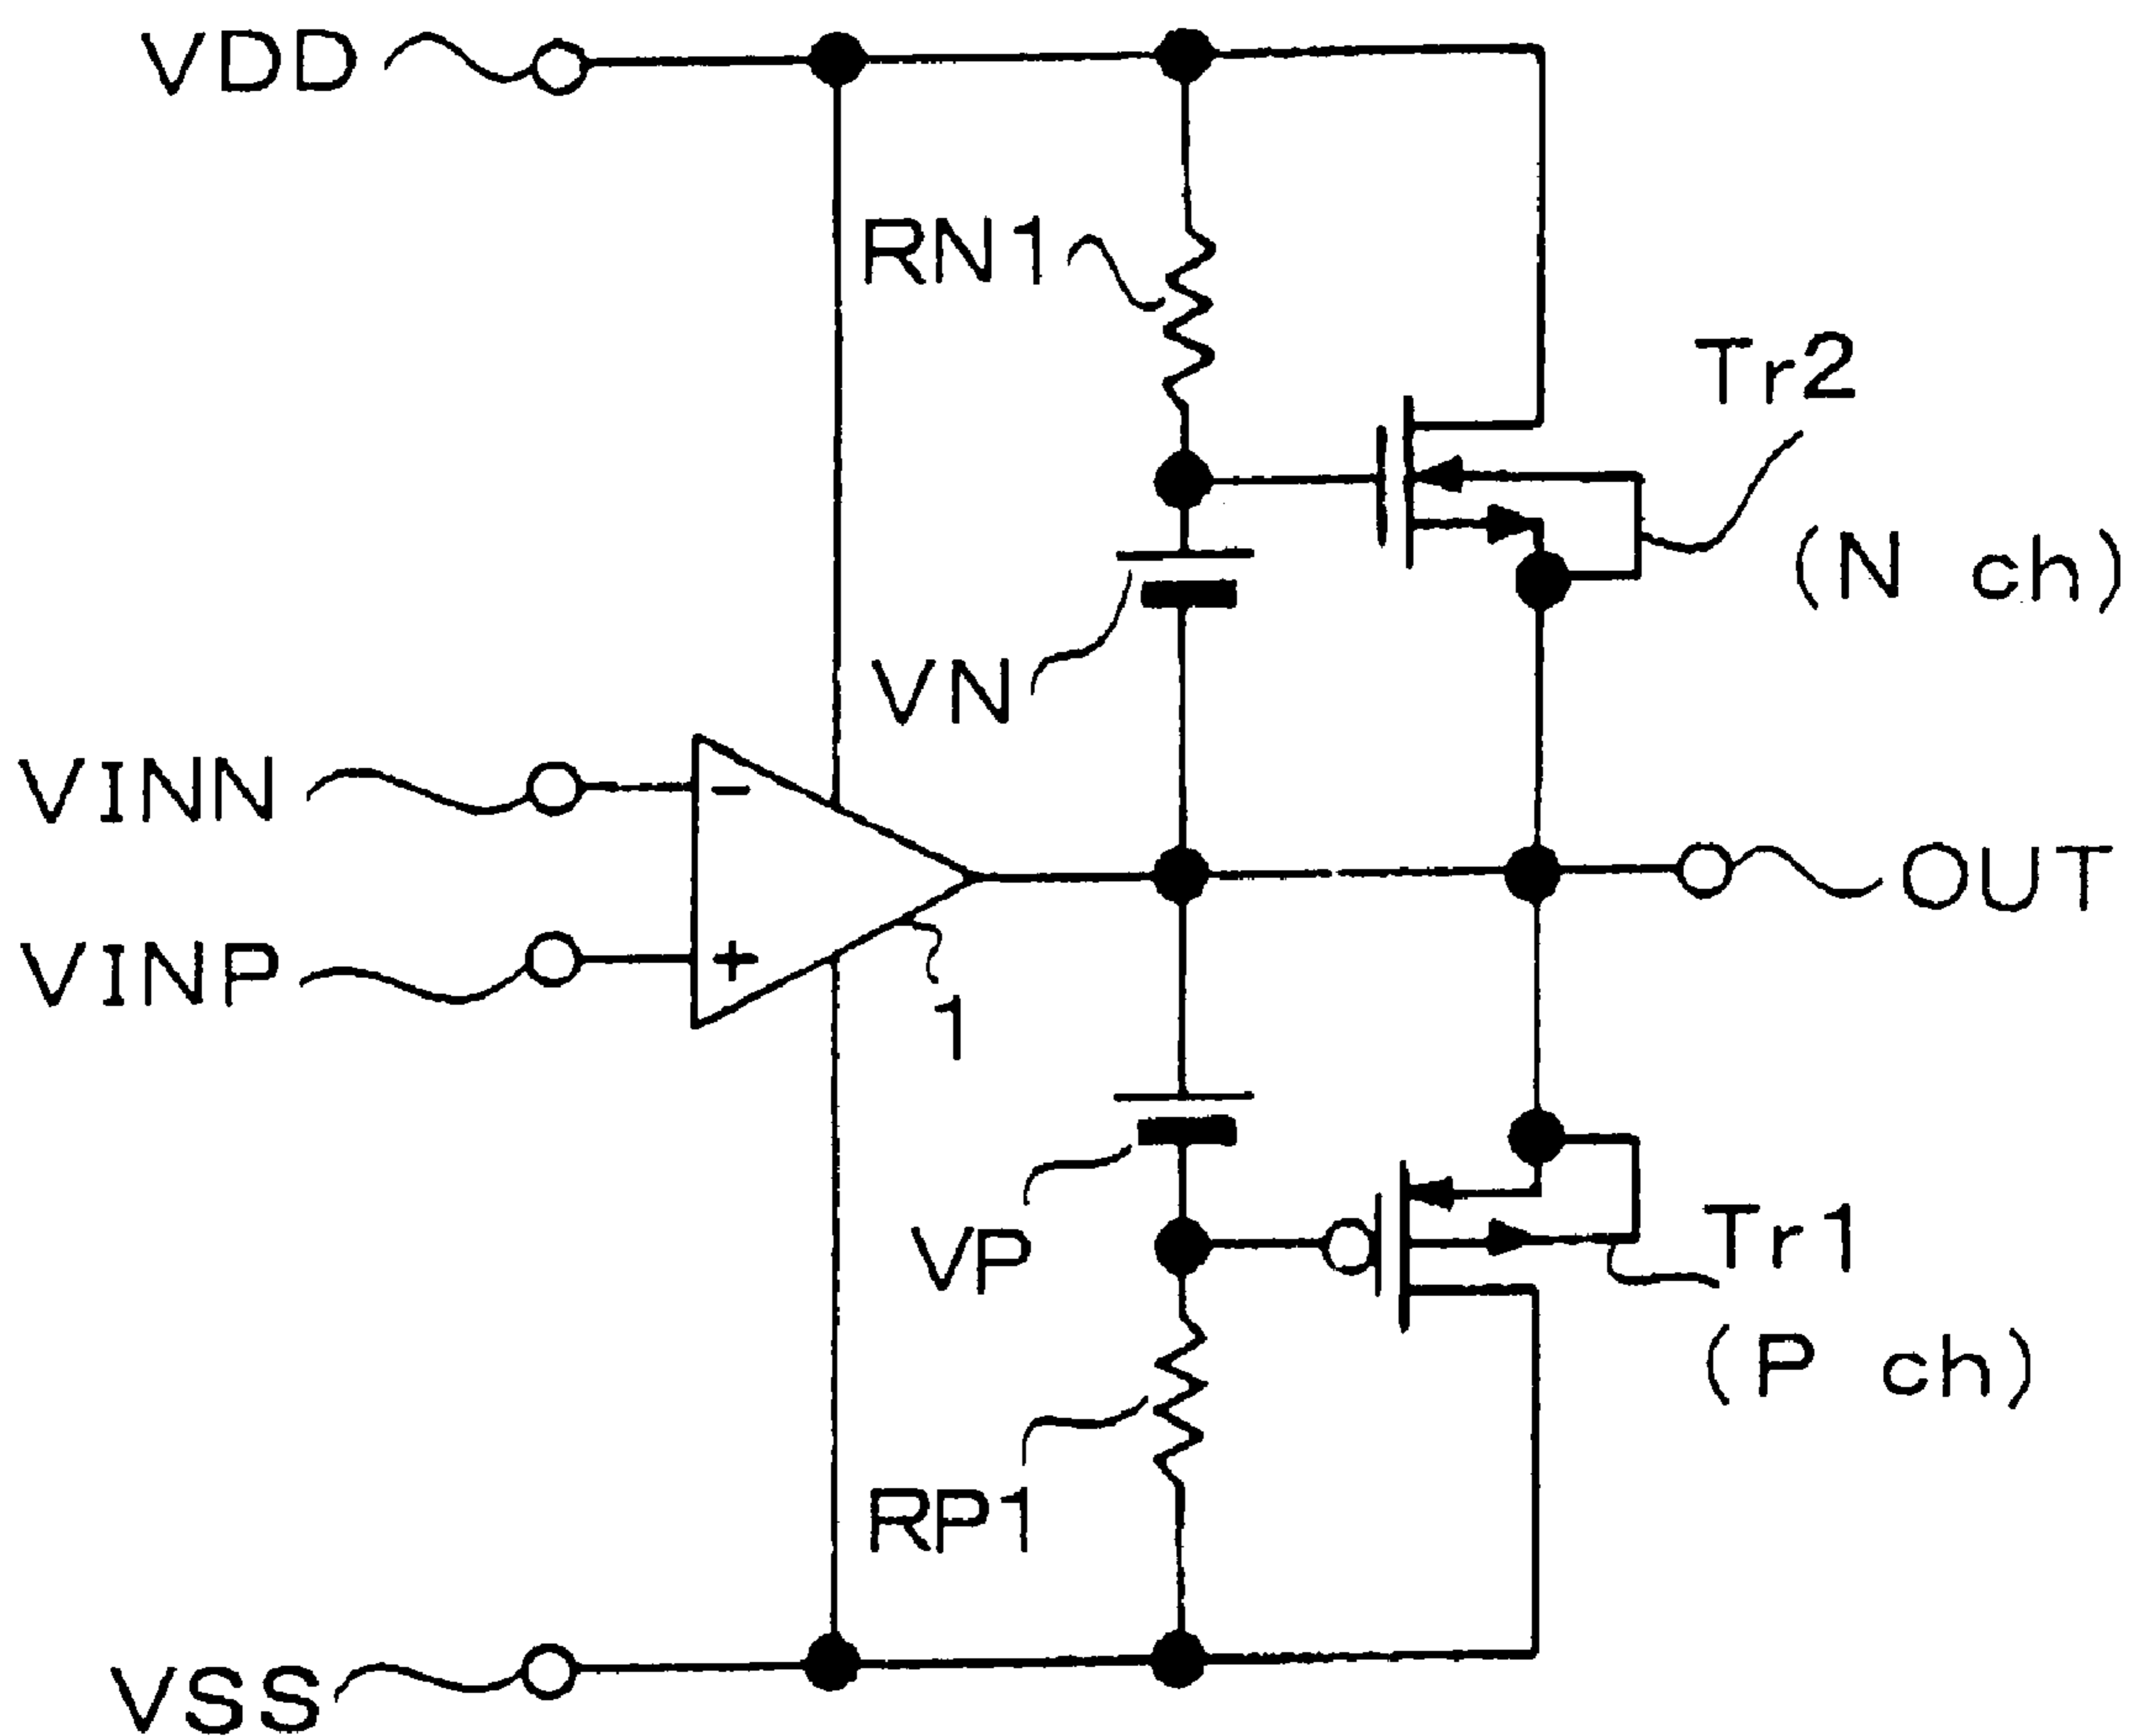 VDD
RN1
Tr2
(N ch)
VN
VINN
-
OUT
VINP
+
1
VP
Tr1
(P ch)
RP1
VSS